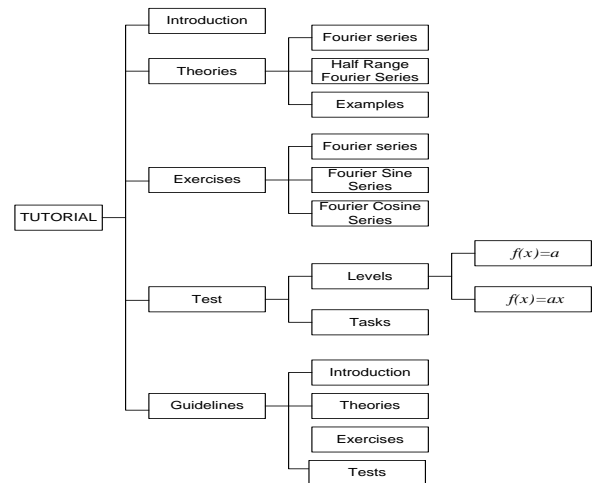 Introduction
Theories
Fourier series
Half Range
Fourier Series
Examples
Exercises
Fourier series
Fourier Sine
Series
Fourier Cosine
Series
TUTORIAL
Test
Levels
f(x)=a
f(x)=ax
Tasks
Guidelines
Introduction
Theories
Exercises
Tests